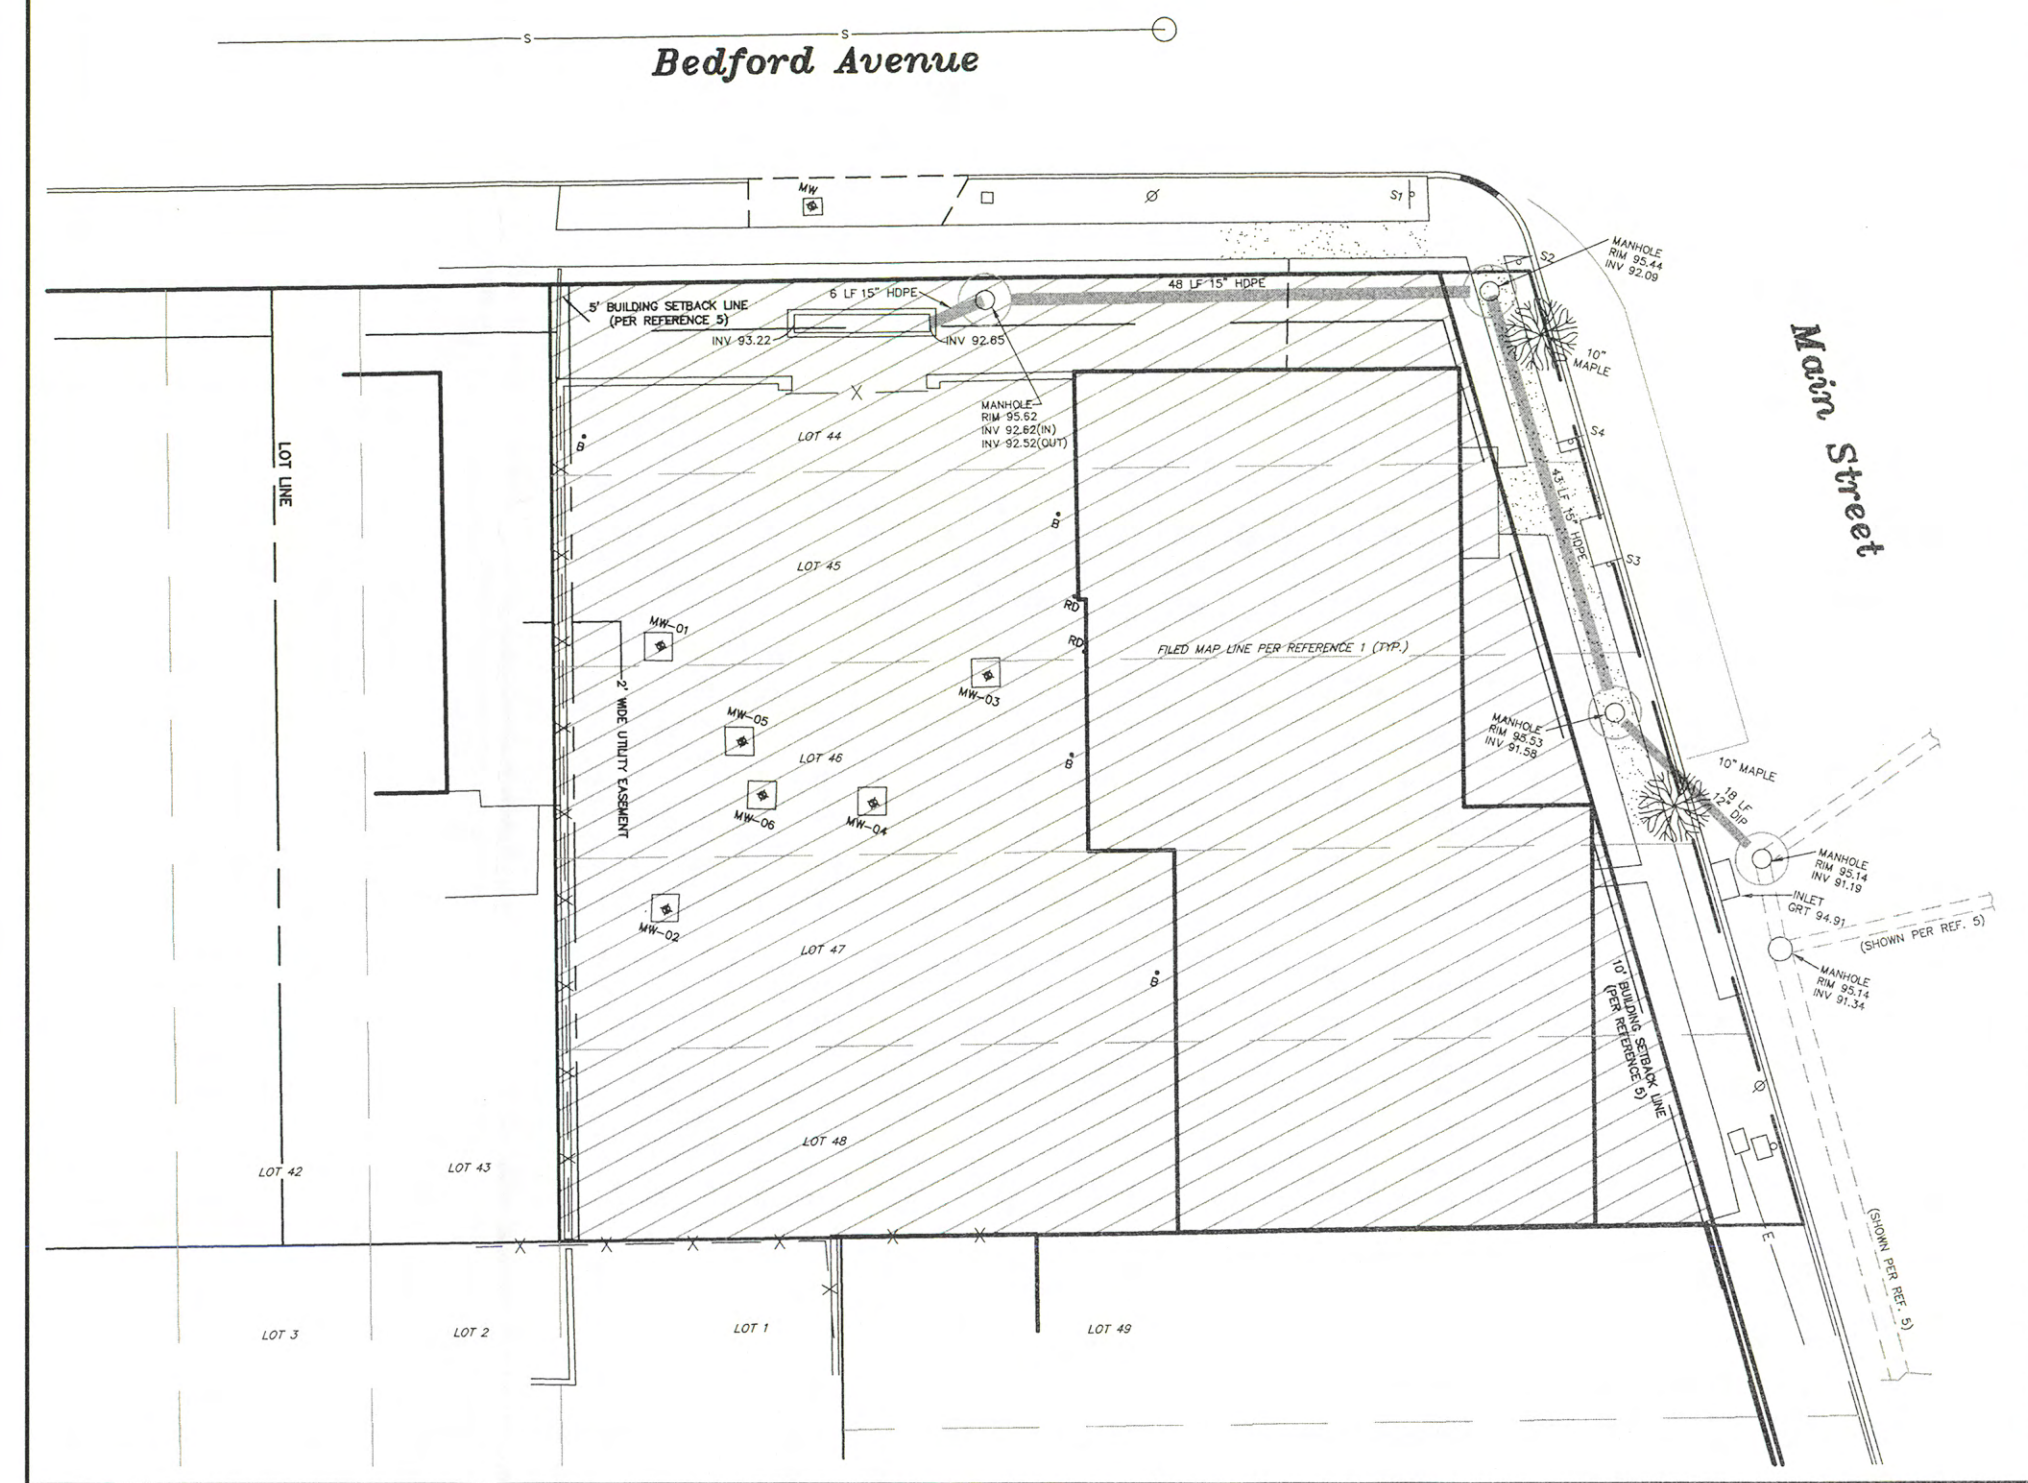 S
S
Bedford Avenue
MW
S1
S2
MANHOLE
RIM 95.44
INV 92.09
5' BUILDING SETBACK LINE
(PER REFERENCE 5)
6 LF 15" HDPE
48 LF 15" HDPE
INV 93.22
INV 92.65
10"
MAPLE
Main Street
X
MANHOLE
RIM 95.62
INV 92.62(IN)
INV 92.52(OUT)
LOT 44
B
S4
LOT LINE
43 LF 15" HDPE
B
S3
LOT 45
RD
MW-01
RD
FILED MAP LINE PER REFERENCE 1 (TYP.)
2' WIDE UTILITY EASEMENT
MW-03
MW-05
MANHOLE
RIM 95.53
INV 91.58
LOT 46
B
10" MAPLE
18 LF
12" DIP
MW-06
MW-04
MANHOLE
RIM 95.14
INV 91.19
INLET
GRT 94.91
MW-02
LOT 47
(SHOWN PER REF. 5)
B
MANHOLE
RIM 95.14
INV 91.34
10' BUILDING SETBACK LINE
(PER REFERENCE 5)
LOT 48
LOT 42
LOT 43
E
(SHOWN PER REF. 5)
LOT 3
LOT 2
LOT 1
LOT 49